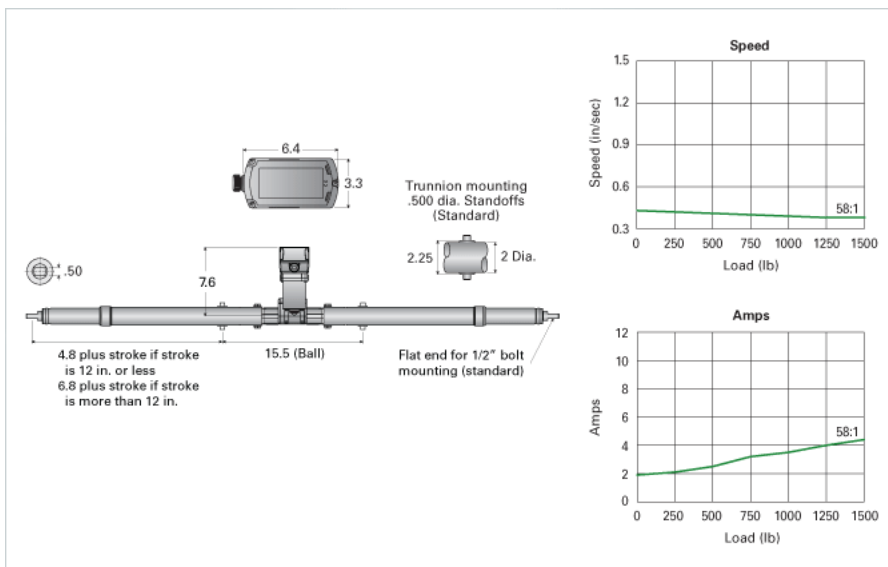 6.4
3.3
Trunnion mounting
.500 dia. Standoffs
(Standard)
2.25
2 Dia.
.50
7.6
4.8 plus stroke if stroke
is 12 in. or less
6.8 plus stroke if stroke
is more than 12 in.
15.5 (Ball)
Flat end for 1/2" bolt
mounting (standard)
Speed
Speed (in/sec)
1.5
1.2
0.9
0.6
0.3
58:1
0 250 500 750 1000 1250 1500
Load (lb)
Amps
Amps
12
10
8
6
4
2
0
58:1
0 250 500 750 1000 1250 1500
Load (lb)